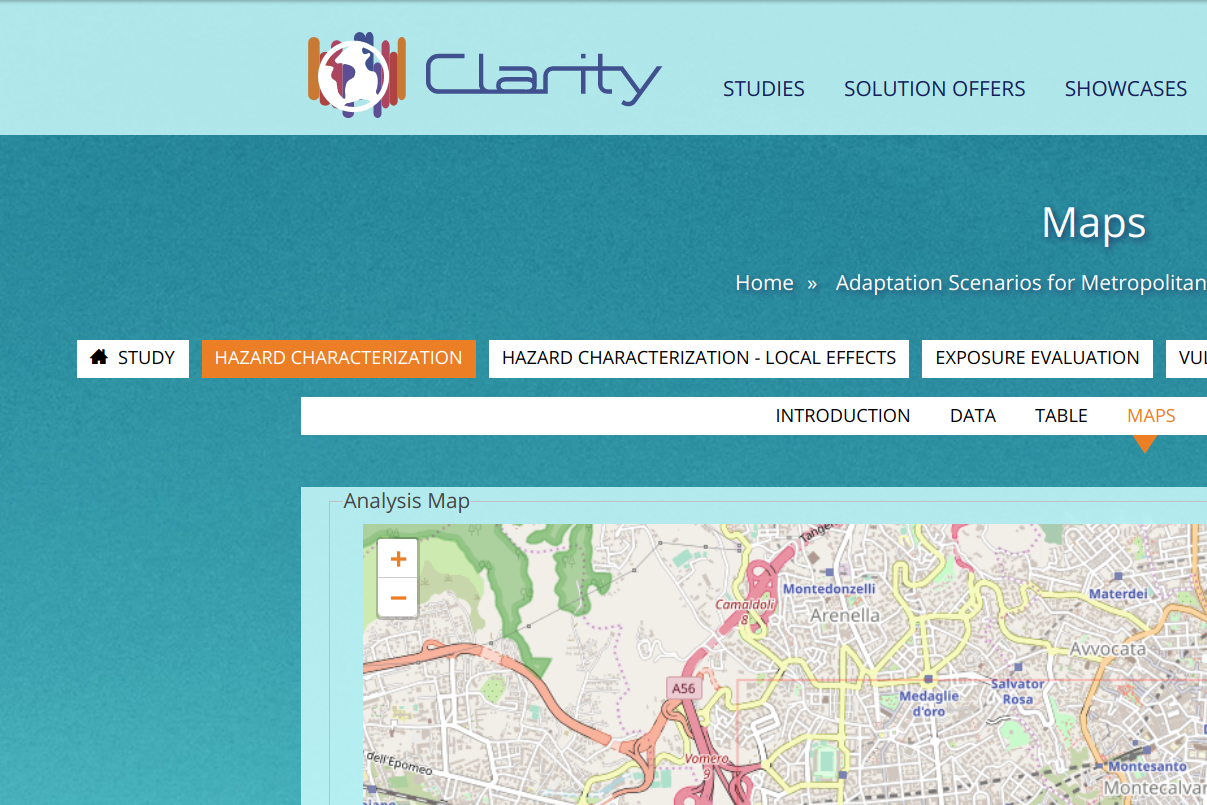 Clarity
STUDIES SOLUTION OFFERS SHOWCASES
Maps
Home » Adaptation Scenarios for Metropolitan
STUDY HAZARD CHARACTERIZATION HAZARD CHARACTERIZATION - LOCAL EFFECTS EXPOSURE EVALUATION VUL
INTRODUCTION DATA TABLE MAPS
Analysis Map
+
−
Montedonzelli
Materdei
Camaldoli
8
Arenella
Avvocata
A56
Salvator
Rosa
Medaglie
d'oro
dell'Epomeo
Vomero
9
Montesanto
Montecalvar